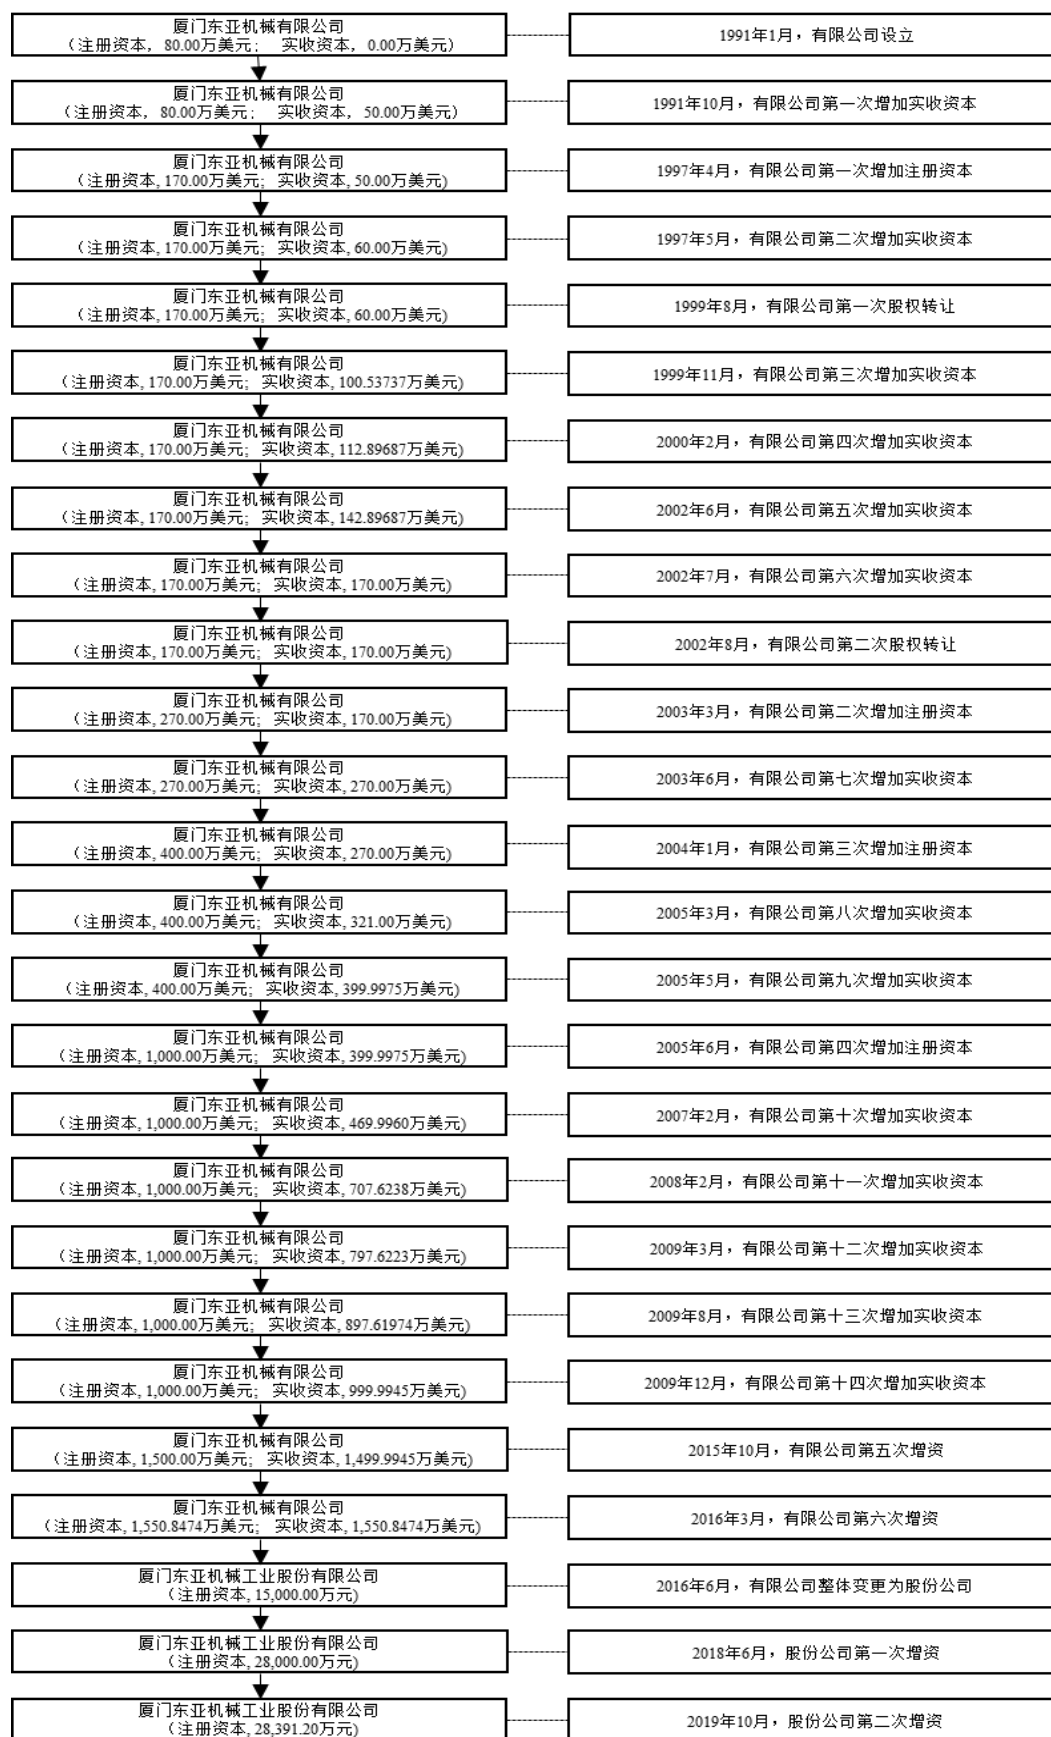 厦门东亚机械有限公司
（注册资本，80.00万美元； 实收资本，0.00万美元）
1991年1月，有限公司设立
厦门东亚机械有限公司
（注册资本，80.00万美元； 实收资本，50.00万美元）
1991年10月，有限公司第一次增加实收资本
厦门东亚机械有限公司
（注册资本, 170.00万美元； 实收资本, 50.00万美元)
1997年4月，有限公司第一次增加注册资本
厦门东亚机械有限公司
（注册资本, 170.00万美元； 实收资本, 60.00万美元)
1997年5月，有限公司第二次增加实收资本
厦门东亚机械有限公司
（注册资本, 170.00万美元； 实收资本, 60.00万美元)
1999年8月，有限公司第一次股权转让
厦门东亚机械有限公司
（注册资本, 170.00万美元； 实收资本, 100.53737万美元)
1999年11月，有限公司第三次增加实收资本
厦门东亚机械有限公司
（注册资本, 170.00万美元； 实收资本, 112.89687万美元)
2000年2月，有限公司第四次增加实收资本
厦门东亚机械有限公司
（注册资本, 170.00万美元； 实收资本, 142.89687万美元)
2002年6月，有限公司第五次增加实收资本
厦门东亚机械有限公司
（注册资本, 170.00万美元； 实收资本, 170.00万美元)
2002年7月，有限公司第六次增加实收资本
厦门东亚机械有限公司
（注册资本, 170.00万美元； 实收资本, 170.00万美元)
2002年8月，有限公司第二次股权转让
厦门东亚机械有限公司
（注册资本, 270.00万美元； 实收资本, 170.00万美元)
2003年3月，有限公司第二次增加注册资本
厦门东亚机械有限公司
（注册资本, 270.00万美元； 实收资本, 270.00万美元)
2003年6月，有限公司第七次增加实收资本
厦门东亚机械有限公司
（注册资本, 400.00万美元； 实收资本, 270.00万美元)
2004年1月，有限公司第三次增加注册资本
厦门东亚机械有限公司
（注册资本, 400.00万美元； 实收资本, 321.00万美元)
2005年3月，有限公司第八次增加实收资本
厦门东亚机械有限公司
（注册资本, 400.00万美元； 实收资本, 399.9975万美元)
2005年5月，有限公司第九次增加实收资本
厦门东亚机械有限公司
（注册资本, 1,000.00万美元； 实收资本, 399.9975万美元)
2005年6月，有限公司第四次增加注册资本
厦门东亚机械有限公司
（注册资本, 1,000.00万美元； 实收资本, 469.9960万美元)
2007年2月，有限公司第十次增加实收资本
厦门东亚机械有限公司
（注册资本, 1,000.00万美元； 实收资本, 707.6238万美元)
2008年2月，有限公司第十一次增加实收资本
厦门东亚机械有限公司
（注册资本, 1,000.00万美元； 实收资本, 797.6223万美元)
2009年3月，有限公司第十二次增加实收资本
厦门东亚机械有限公司
（注册资本, 1,000.00万美元； 实收资本, 897.61974万美元)
2009年8月，有限公司第十三次增加实收资本
厦门东亚机械有限公司
（注册资本, 1,000.00万美元； 实收资本, 999.9945万美元)
2009年12月，有限公司第十四次增加实收资本
厦门东亚机械有限公司
（注册资本, 1,500.00万美元； 实收资本, 1,499.9945万美元)
2015年10月，有限公司第五次增资
厦门东亚机械有限公司
（注册资本, 1,550.8474万美元； 实收资本, 1,550.8474万美元)
2016年3月，有限公司第六次增资
厦门东亚机械工业股份有限公司
（注册资本, 15,000.00万元)
2016年6月，有限公司整体变更为股份公司
厦门东亚机械工业股份有限公司
（注册资本, 28,000.00万元)
2018年6月，股份公司第一次增资
厦门东亚机械工业股份有限公司
（注册资本, 28,391.20万元)
2019年10月，股份公司第二次增资